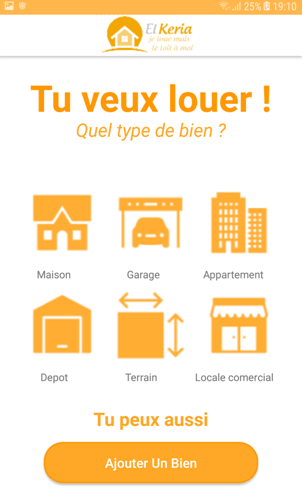 25% 19:10
El Keria
je loue mais
le toit à moi
Tu veux louer !
Quel type de bien ?
Maison Garage Appartement
Depot Terrain Locale comercial
Tu peux aussi
Ajouter Un Bien